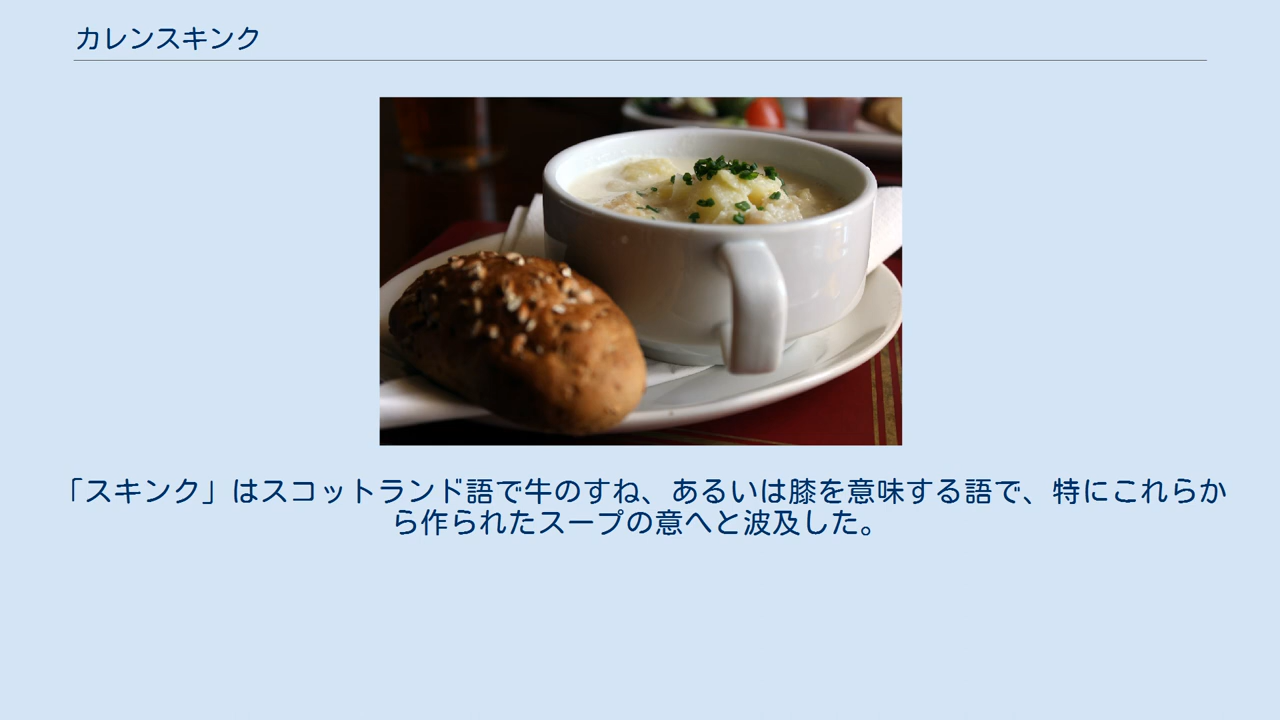 カレンスキンク
「スキンク」はスコットランド語で牛のすね、あるいは膝を意味する語で、特にこれらか
ら作られたスープの意へと波及した。